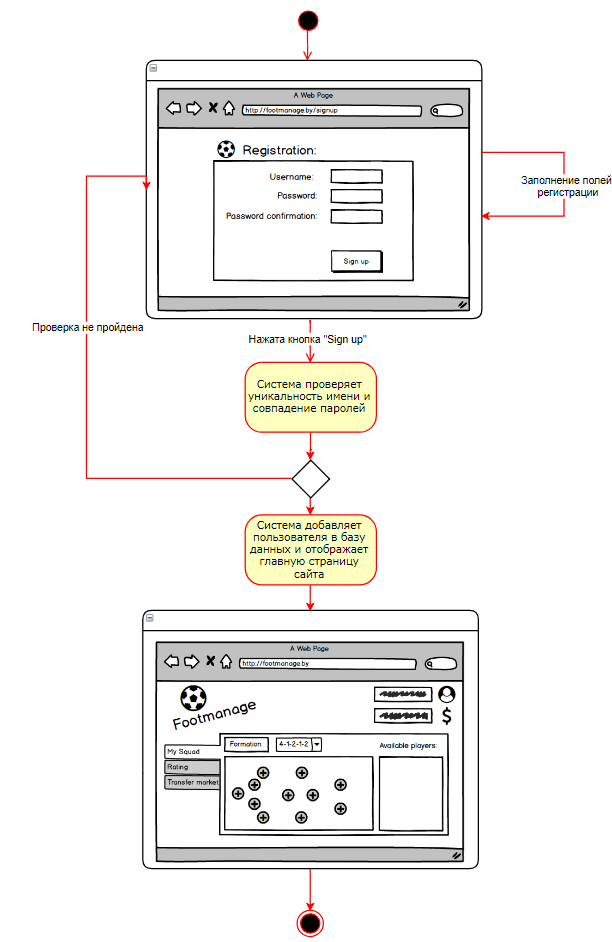 A Web Page
http://footmanage.by/signup
Registration:
Username:
Password:
Password confirmation:
Sign up
Заполнение полей
регистрации
Проверка не пройдена
Нажата кнопка "Sign up"
Система проверяет
уникальность имени и
совпадение паролей
Система добавляет
пользователя в базу
данных и отображает
главную страницу
сайта
A Web Page
http://footmanage.by
Footmanage
$
My Squad
Rating
Transfer market
Formation:
4-1-2-1-2
Available players: